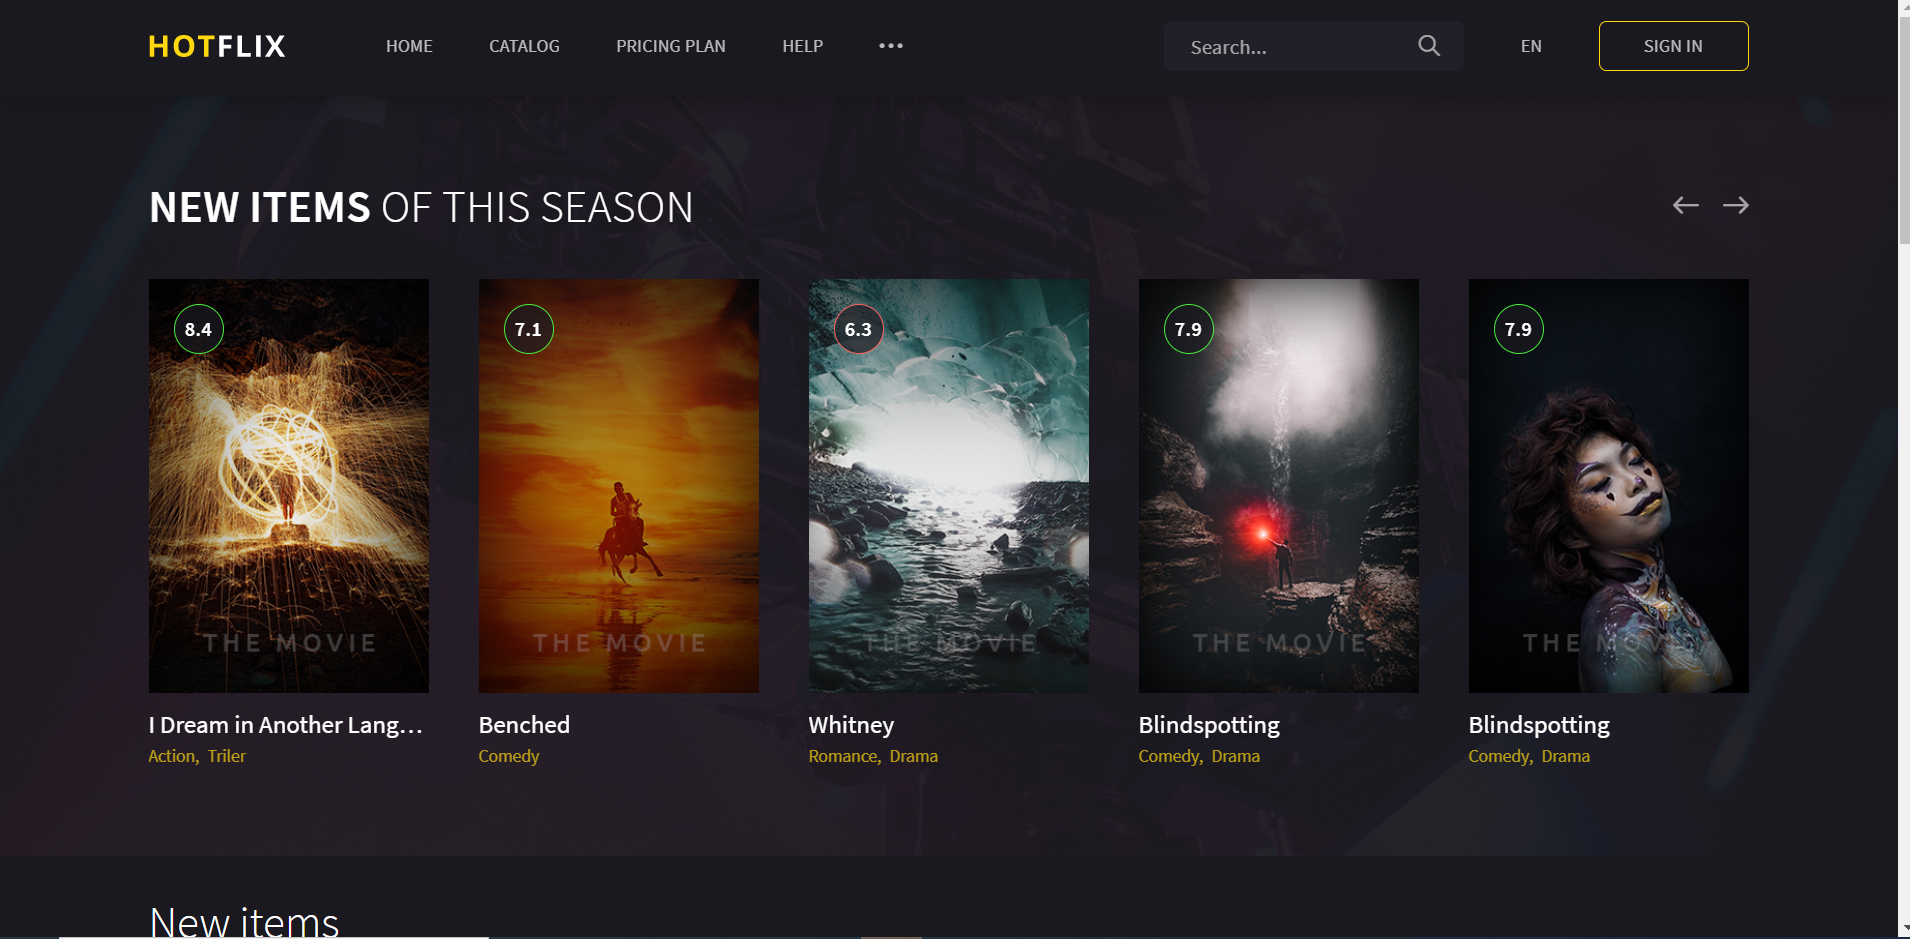 HOTFLIX HOME CATALOG PRICING PLAN HELP ••• Search... EN SIGN IN
NEW ITEMS OF THIS SEASON
8.4 7.1 6.3 7.9 7.9
THE MOVIE THE MOVIE THE MOVIE THE MOVIE THE MOVIE
I Dream in Another Lang... Benched Whitney Blindspotting Blindspotting
Action, Triler Comedy Romance, Drama Comedy, Drama Comedy, Drama
New items